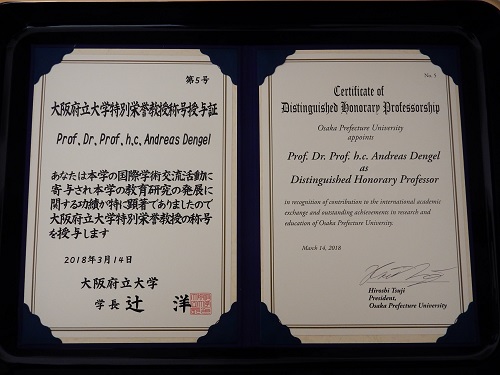 第5号
大阪府立大学特別栄誉教授称号授与証
Prof. Dr. Prof. h.c. Andreas Dengel
あなたは本学の国際学術交流活動に
寄与され本学の教育研究の発展に
関する功績が特に顕著でありましたので
大阪府立大学特別栄誉教授の称号
を授与します
2018年3月14日
大阪府立大学
学長 辻 洋
No. 5
Certificate of
Distinguished Honorary Professorship
Osaka Prefecture University
appoints
Prof. Dr. Prof. h.c. Andreas Dengel
as
Distinguished Honorary Professor
in recognition of contribution to the international academic
exchange and outstanding achievements in research and
education of Osaka Prefecture University.
March 14, 2018
Hiroshi Tsuji
President,
Osaka Prefecture University